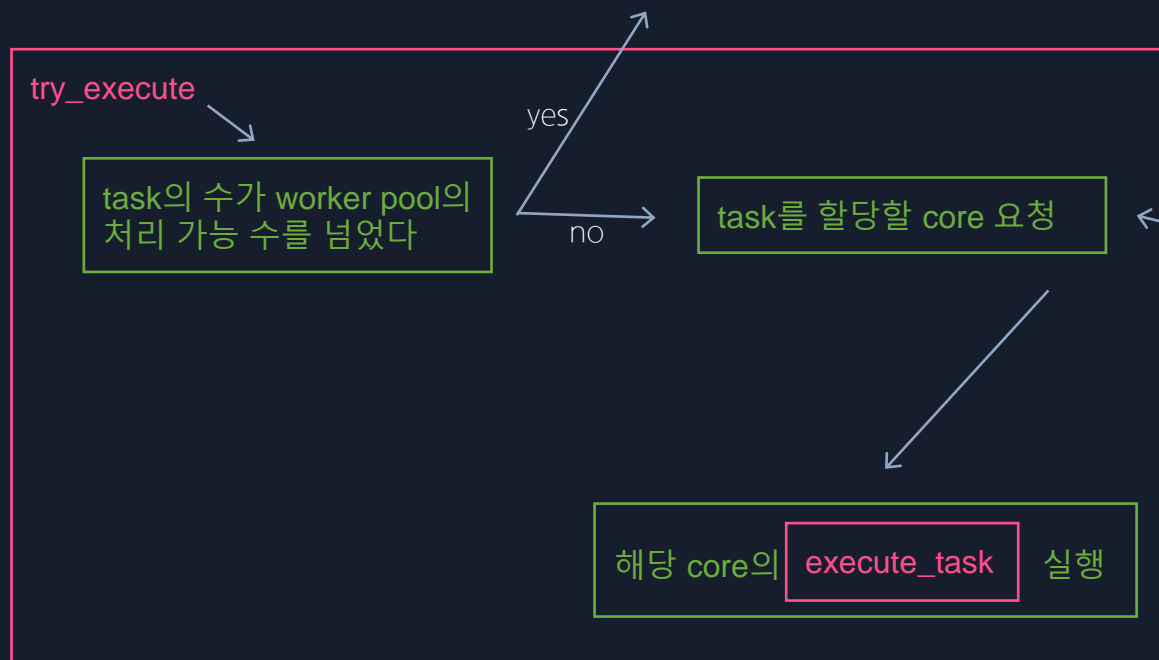 try_execute
yes
task의 수가 worker pool의
처리 가능 수를 넘었다
no
task를 할당할 core 요청
해당 core의 execute_task 실행